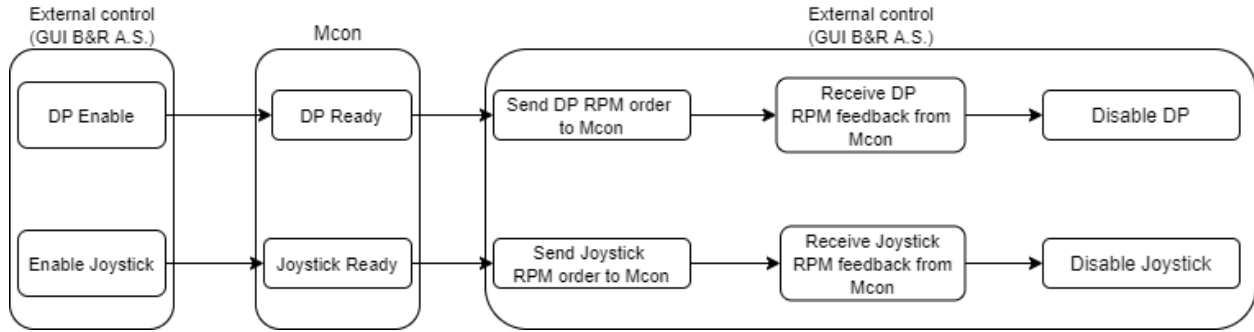 External control
(GUI B&R A.S.)
Mcon
External control
(GUI B&R A.S.)
DP Enable
DP Ready
Send DP RPM order
to Mcon
Receive DP
RPM feedback from
Mcon
Disable DP
Enable Joystick
Joystick Ready
Send Joystick
RPM order to Mcon
Receive Joystick
RPM feedback from
Mcon
Disable Joystick